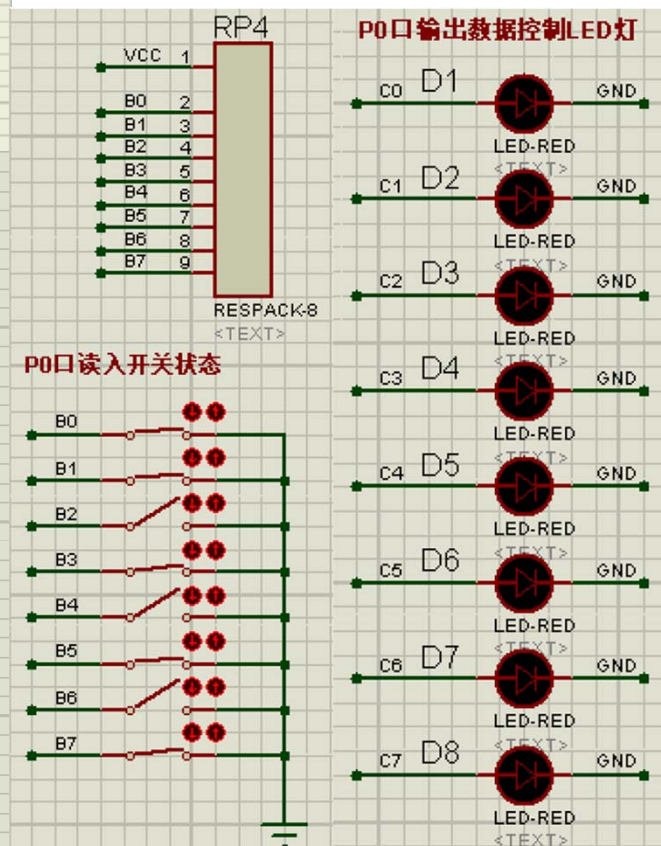 RP4
VCC 1
B0 2
B1 3
B2 4
B3 5
B4 6
B5 7
B6 8
B7 9
RESPACK-8
<TEXT>
P0口读入开关状态
B0
B1
B2
B3
B4
B5
B6
B7
P0口输出数据控制LED灯
C0 D1 GND
LED-RED
<TEXT>
C1 D2 GND
LED-RED
<TEXT>
C2 D3 GND
LED-RED
<TEXT>
C3 D4 GND
LED-RED
<TEXT>
C4 D5 GND
LED-RED
<TEXT>
C5 D6 GND
LED-RED
<TEXT>
C6 D7 GND
LED-RED
<TEXT>
C7 D8 GND
LED-RED
<TEXT>